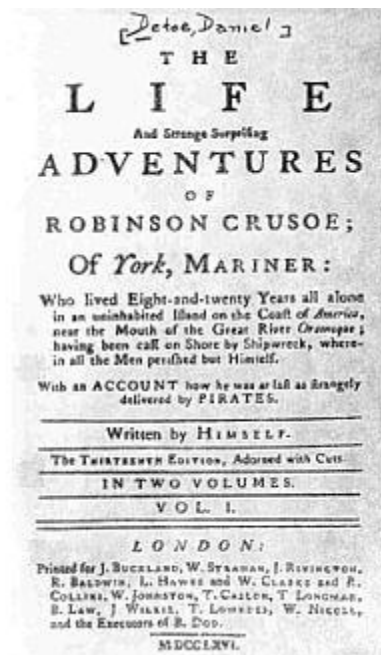 [Defoe, Daniel]
THE
LIFE
And Strange Surprising
ADVENTURES
OF
ROBINSON CRUSOE;
Of York, MARINER:
Who lived Eight-and-twenty Years all alone
in an uninhabited Island on the Coast of America,
near the Mouth of the Great River Oroonoque;
having been cast on Shore by Shipwreck, where-
in all the Men perished but Himself.
With an ACCOUNT how he was at last as strangely
delivered by PIRATES.
Written by HIMSELF.
The THIRTEENTH EDITION, Adorned with Cuts.
IN TWO VOLUMES.
VOL. I.
LONDON:
Printed for J. BUCKLAND, W. STRAHAN, J. RIVINGTON,
R. BALDWIN, L. HAWES and W. CLARKE and R.
COLLINS, W. JOHNSTON, T. CASLON, T. LONGMAN,
B. LAW, J. WILKIE, T. LOWNDES, W. NICOLL,
and the Executors of B. DOD.
MDCCLXVI.